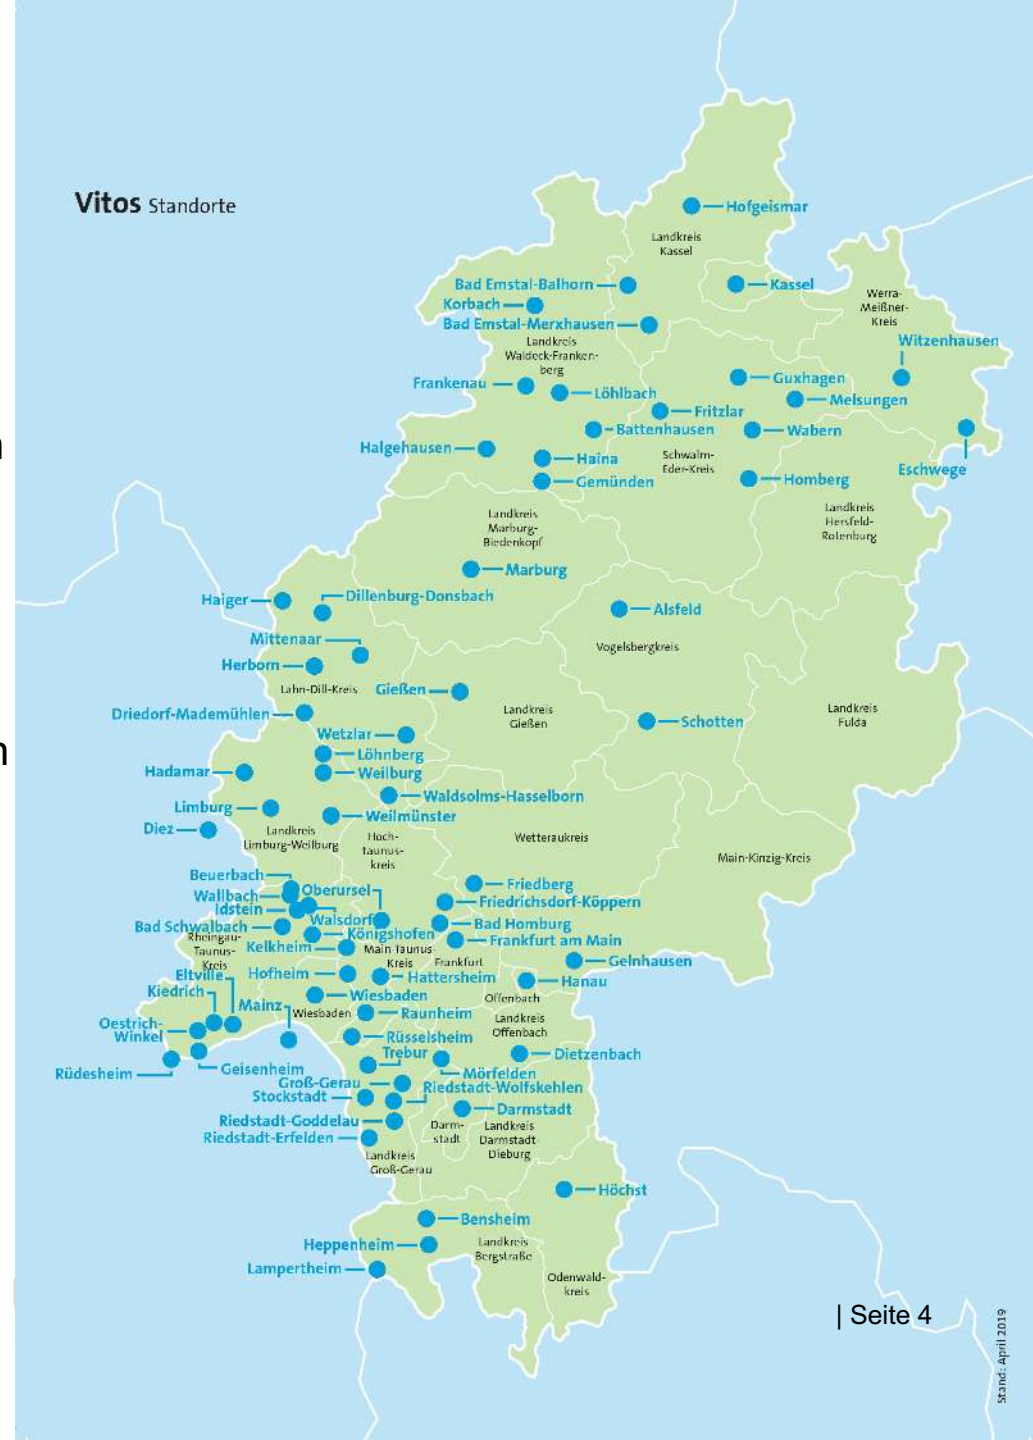 Vitos Standorte
Hofgeismar
Landkreis
Kassel
Bad Emstal-Balhorn
Kassel
Korbach
Werra-
Meißner-
Kreis
Bad Emstal-Merxhausen
Landkreis
Waldeck-Franken-
berg
Witzenhausen
Frankenau
Löhlbach
Guxhagen
Melsungen
Fritzlar
Battenhausen
Wabern
Halgehausen
Haina
Schwalm-
Eder-Kreis
Eschwege
Gemünden
Homberg
Landkreis
Marburg-
Biedenkopf
Landkreis
Hersfeld-
Rotenburg
Marburg
Haiger
Dillenburg-Donsbach
Alsfeld
Mittenaar
Vogelsbergkreis
Herborn
Lahn-Dill-Kreis
Gießen
Driedorf-Mademühlen
Landkreis
Gießen
Schotten
Landkreis
Fulda
Wetzlar
Löhnberg
Hadamar
Weilburg
Waldsolms-Hasselborn
Limburg
Weilmünster
Diez
Landkreis
Limburg-Weilburg
Hoch-
taunus-
kreis
Wetteraukreis
Main-Kinzig-Kreis
Beuerbach
Wallbach
Oberursel
Friedberg
Idstein
Friedrichsdorf-Köppern
Walsdorf
Bad Homburg
Bad Schwalbach
Königshofen
Frankfurt am Main
Rheingau-
Taunus-
Kreis
Kelkheim
Main-Taunus-
Kreis
Frankfurt
Gelnhausen
Eltville
Hofheim
Hattersheim
Hanau
Kiedrich
Wiesbaden
Offenbach
Mainz
Wiesbaden
Raunheim
Landkreis
Offenbach
Oestrich-
Winkel
Rüsselsheim
Trebur
Dietzenbach
Rüdesheim
Geisenheim
Mörfelden
Groß-Gerau
Riedstadt-Wolfskehlen
Stockstadt
Darmstadt
Riedstadt-Goddelau
Darm-
stadt
Landkreis
Darmstadt-
Dieburg
Riedstadt-Erfelden
Landkreis
Groß-Gerau
Höchst
Bensheim
Heppenheim
Landkreis
Bergstraße
Lampertheim
Odenwald-
kreis
| Seite 4
Stand: April 2019